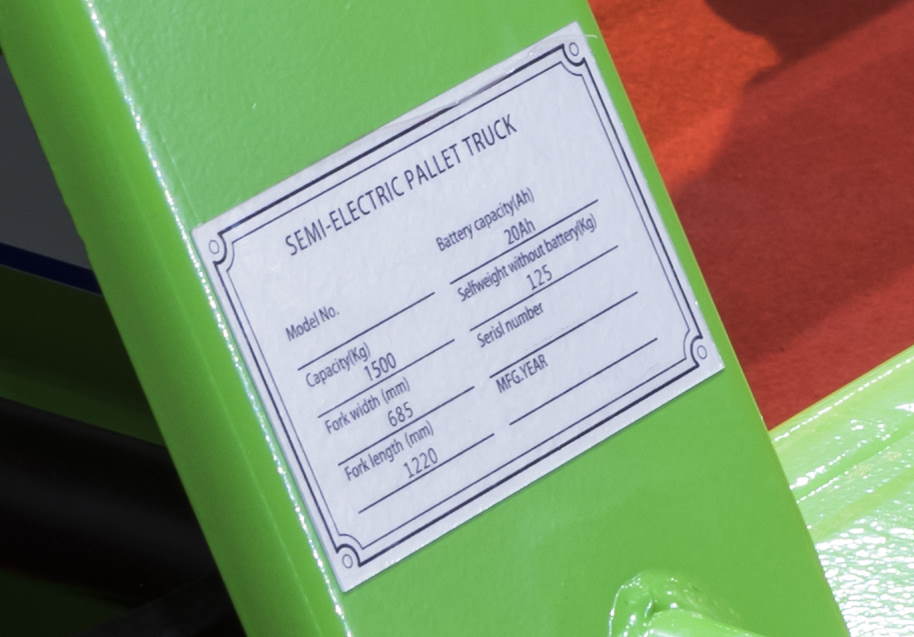 SEMI-ELECTRIC PALLET TRUCK
Model No.
Battery capacity(Ah)
20Ah
Capacity(Kg)
1500
Selfweight without battery(Kg)
125
Fork width (mm)
685
Serisl number
Fork length (mm)
1220
MFG.YEAR